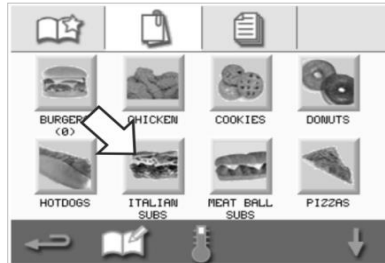 BURGERS CHICKEN COOKIES DONUTS
(0)
HOTDOGS ITALIAN MEAT BALL PIZZAS
SUBS SUBS